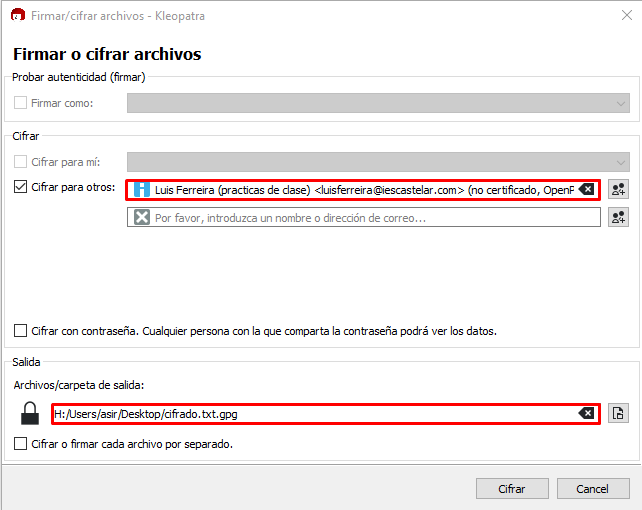 Firmar/cifrar archivos - Kleopatra
Firmar o cifrar archivos
Probar autenticidad (firmar)
Firmar como:
Cifrar
Cifrar para mí:
Cifrar para otros:
Luis Ferreira (practicas de clase) <luisferreira@iescastelar.com> (no certificado, OpenP
Por favor, introduzca un nombre o dirección de correo...
Cifrar con contraseña. Cualquier persona con la que comparta la contraseña podrá ver los datos.
Salida
Archivos/carpeta de salida:
H:/Users/asir/Desktop/cifrado.txt.gpg
Cifrar o firmar cada archivo por separado.
Cifrar
Cancel